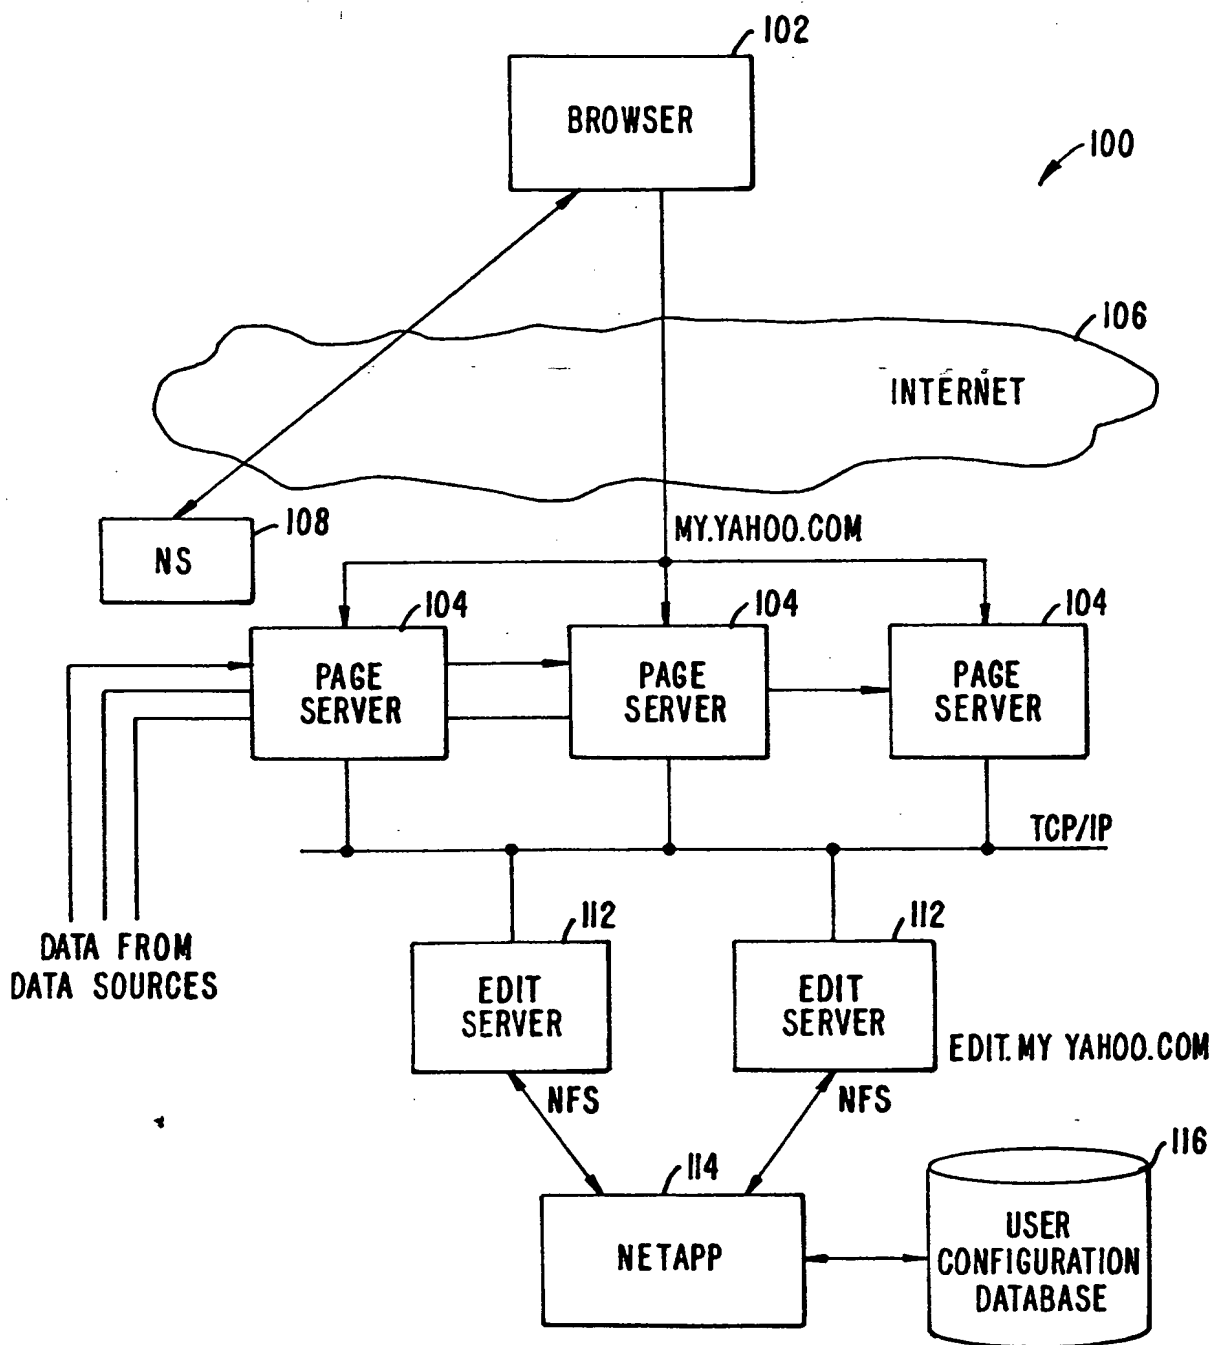 102
BROWSER
100
106
INTERNET
108
NS
MY.YAHOO.COM
104
104
104
PAGE
SERVER
PAGE
SERVER
PAGE
SERVER
TCP/IP
DATA FROM
DATA SOURCES
112
112
EDIT
SERVER
EDIT
SERVER
EDIT.MY YAHOO.COM
NFS
NFS
114
116
NETAPP
USER
CONFIGURATION
DATABASE